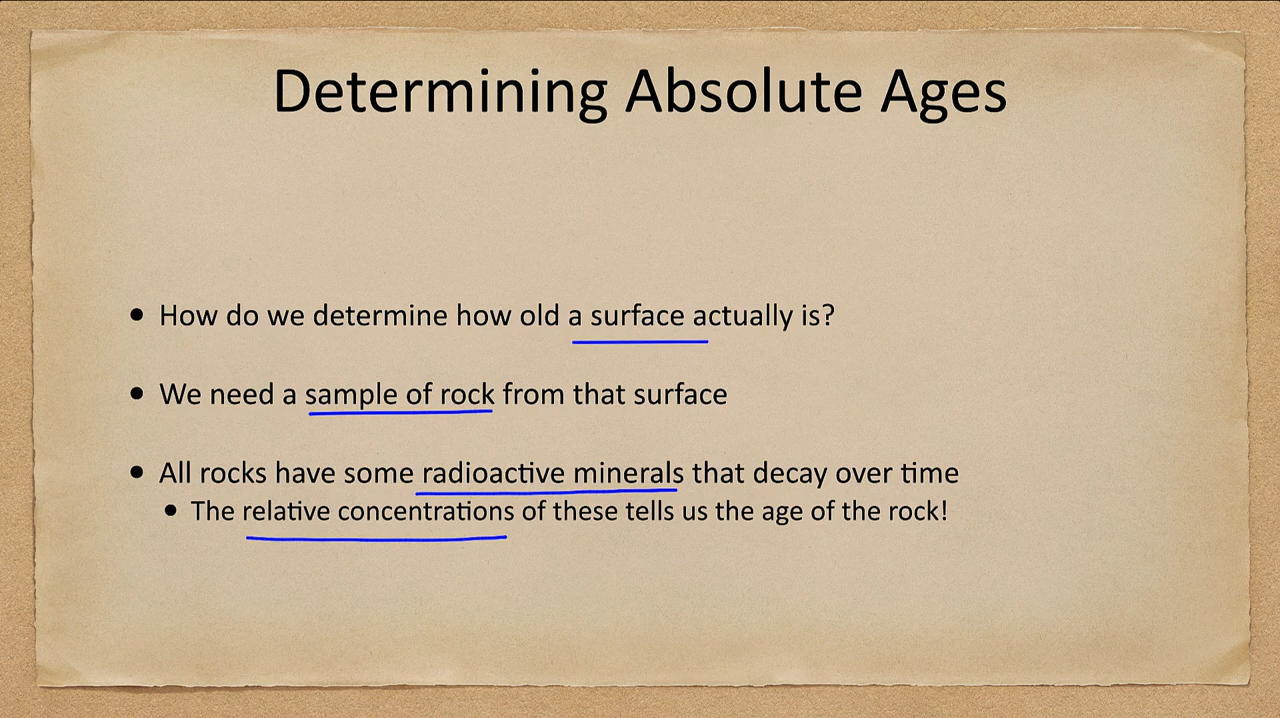 Determining Absolute Ages
• How do we determine how old a surface actually is?
• We need a sample of rock from that surface
• All rocks have some radioactive minerals that decay over time
• The relative concentrations of these tells us the age of the rock!